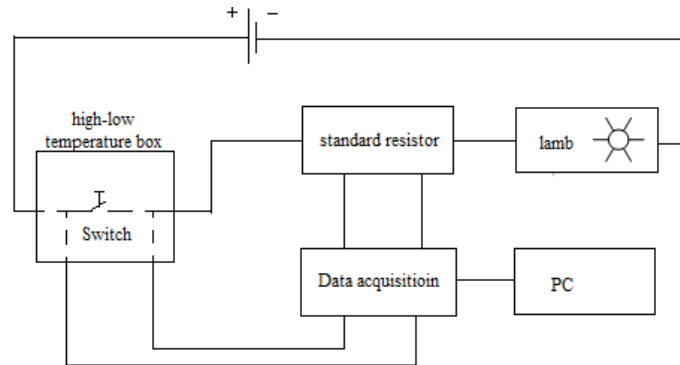 + −
high-low
temperature box
Switch
standard resistor
lamb
Data acquisitioin
PC